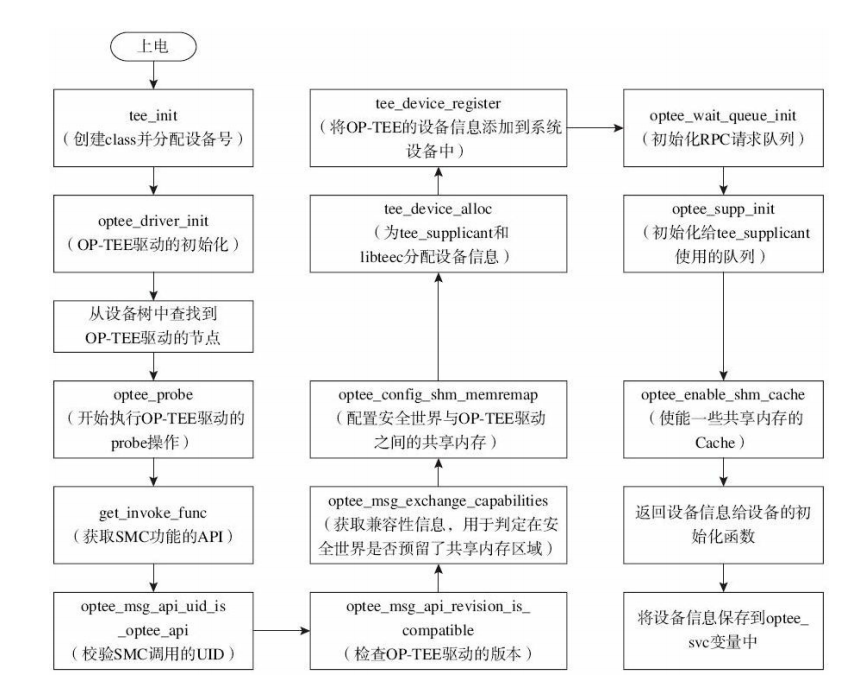 上电
tee_init
（创建class并分配设备号）
optee_driver_init
（OP-TEE驱动的初始化）
从设备树中查找到
OP-TEE驱动的节点
optee_probe
（开始执行OP-TEE驱动的
probe操作）
get_invoke_func
（获取SMC功能的API）
optee_msg_api_uid_is
_optee_api
（校验SMC调用的UID）
optee_msg_api_revision_is_
compatible
（检查OP-TEE驱动的版本）
optee_msg_exchange_capabilities
（获取兼容性信息，用于判定在安
全世界是否预留了共享内存区域）
optee_config_shm_memremap
（配置安全世界与OP-TEE驱动
之间的共享内存）
tee_device_alloc
（为tee_supplicant和
libteec分配设备信息）
tee_device_register
（将OP-TEE的设备信息添加到系统
设备中）
optee_wait_queue_init
（初始化RPC请求队列）
optee_supp_init
（初始化给tee_supplicant
使用的队列）
optee_enable_shm_cache
（使能一些共享内存的
Cache）
返回设备信息给设备的初
始化函数
将设备信息保存到optee_
svc变量中